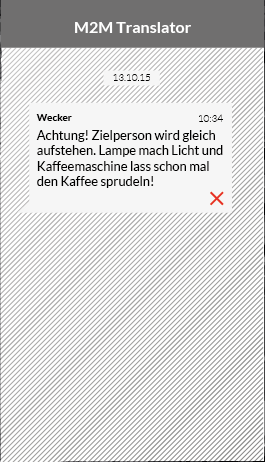 M2M Translator
13.10.15
Wecker 10:34
Achtung! Zielperson wird gleich
aufstehen. Lampe mach Licht und
Kaffeemaschine lass schon mal
den Kaffee sprudeln!